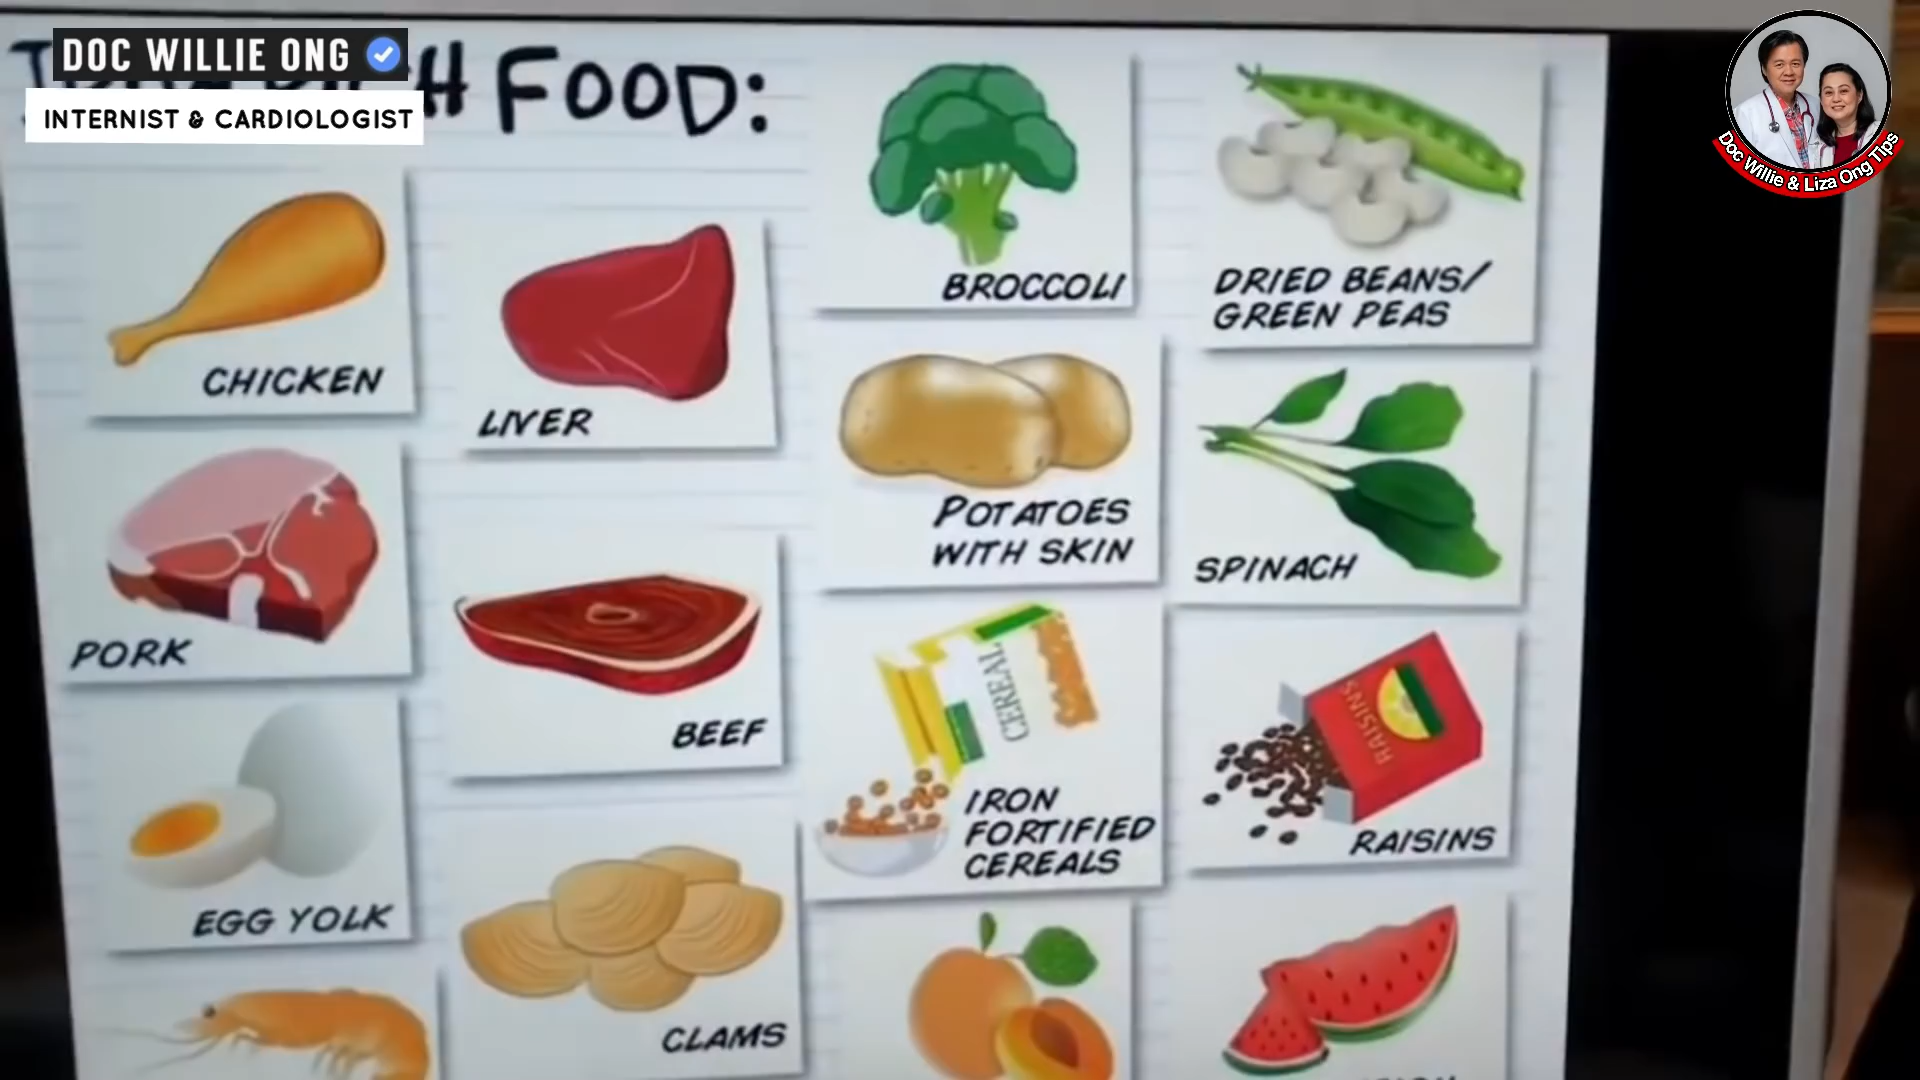 DOC WILLIE ONG
INTERNIST & CARDIOLOGIST
FOOD:
Doc Willie & Liza Ong Tips
CHICKEN
LIVER
BROCCOLI
DRIED BEANS/
GREEN PEAS
PORK
BEEF
POTATOES
WITH SKIN
SPINACH
EGG YOLK
CLAMS
CEREAL
IRON
FORTIFIED
CEREALS
RAISINS
RAISINS